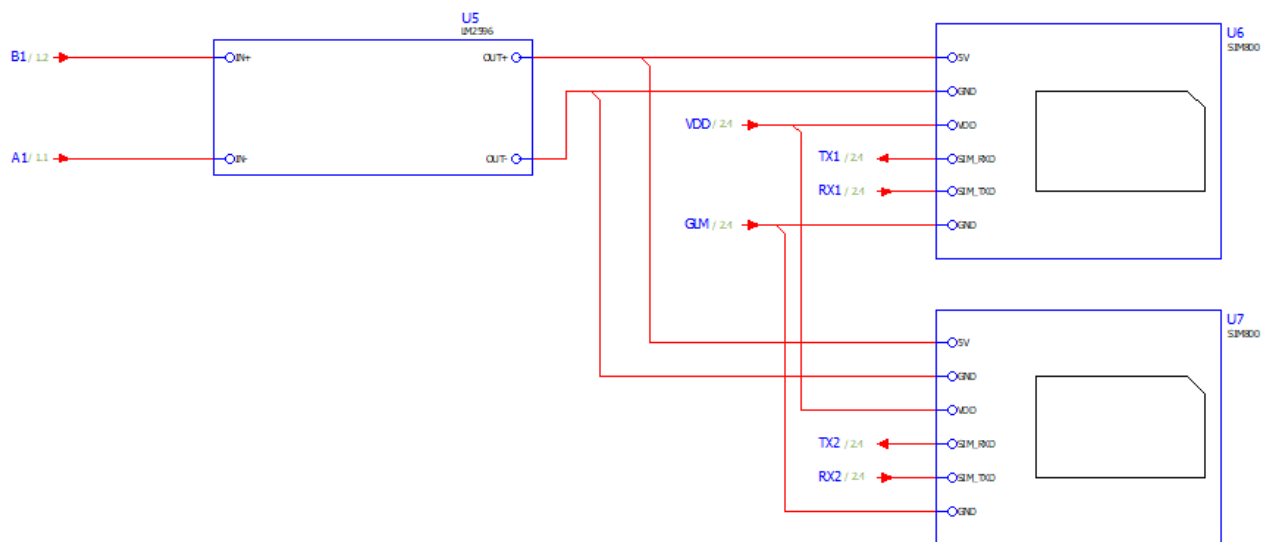 U5
LM2596
B1 / 1.2
IN+
OUT+
A1 / 1.1
IN-
OUT-
U6
SIM800
5V
GND
VDD / 2.4
VDD
TX1 / 2.4
SIM_RXD
RX1 / 2.4
SIM_TXD
GLM / 2.4
GND
U7
SIM800
5V
GND
VDD
TX2 / 2.4
SIM_RXD
RX2 / 2.4
SIM_TXD
GND